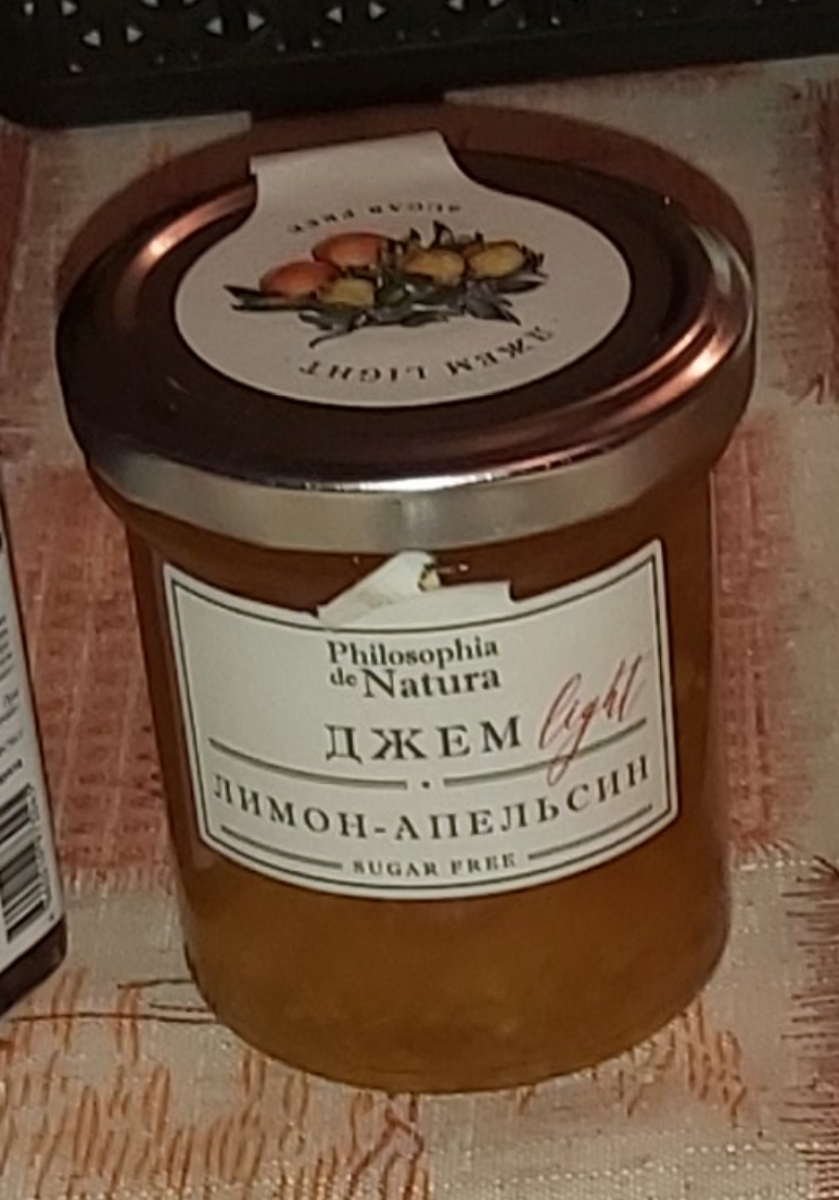 SUGAR FREE
ДЖЕМ LIGHT
Philosophia
de Natura
ДЖЕМ light
ЛИМОН-АПЕЛЬСИН
SUGAR FREE